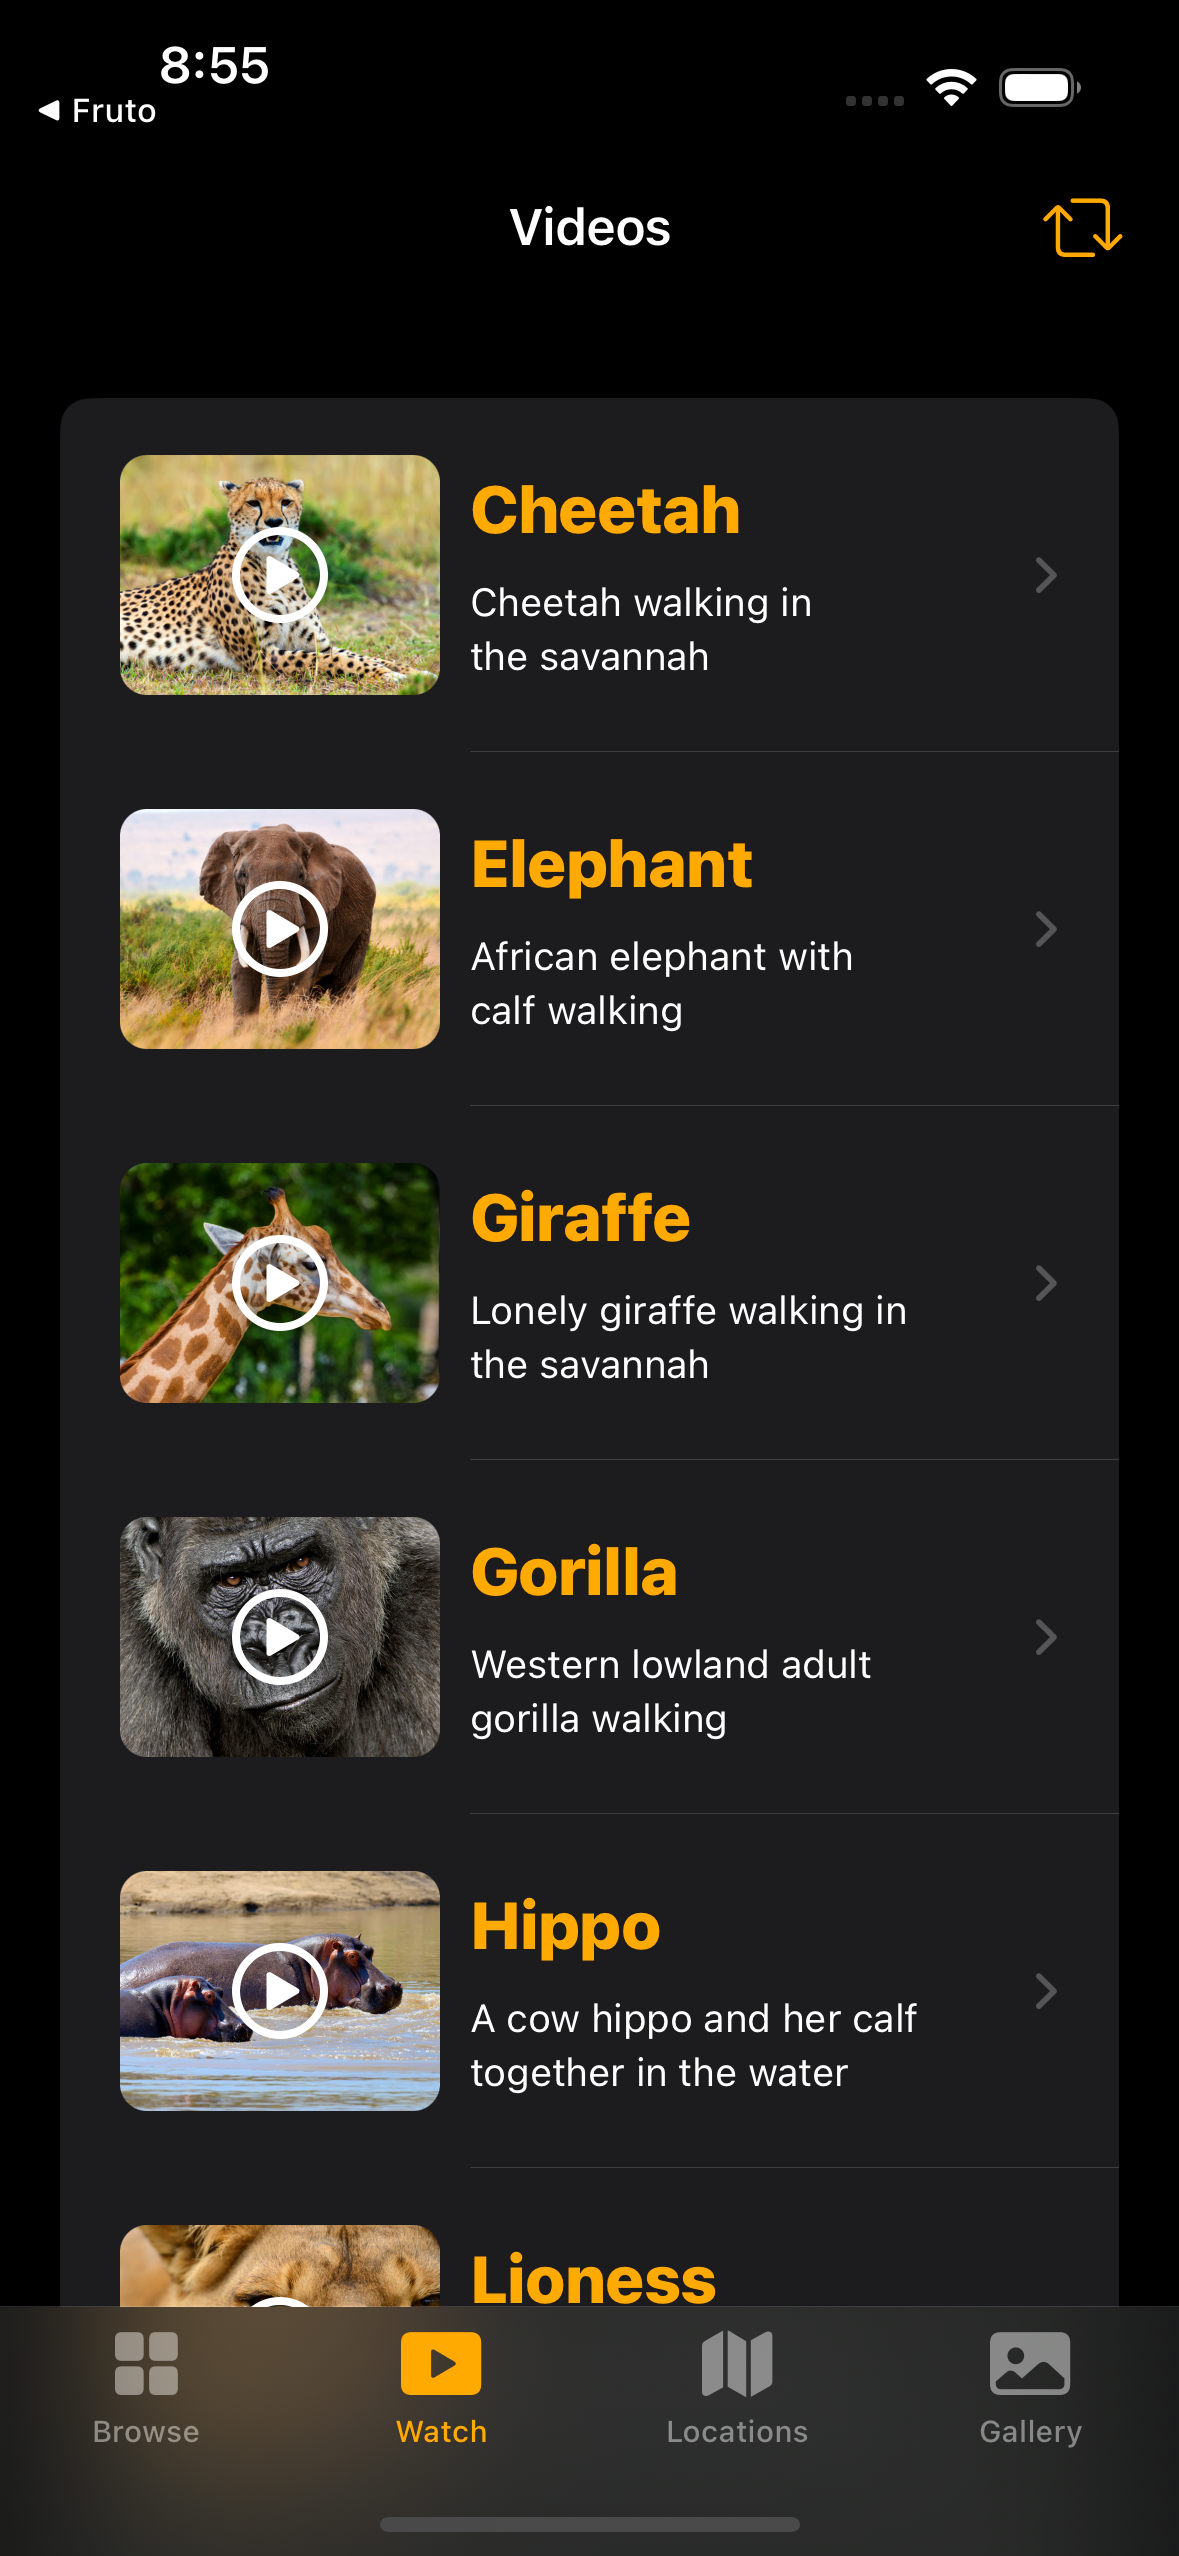 8:55
Fruto
Videos
Cheetah
Cheetah walking in
the savannah
Elephant
African elephant with
calf walking
Giraffe
Lonely giraffe walking in
the savannah
Gorilla
Western lowland adult
gorilla walking
Hippo
A cow hippo and her calf
together in the water
Lioness
Browse
Watch
Locations
Gallery